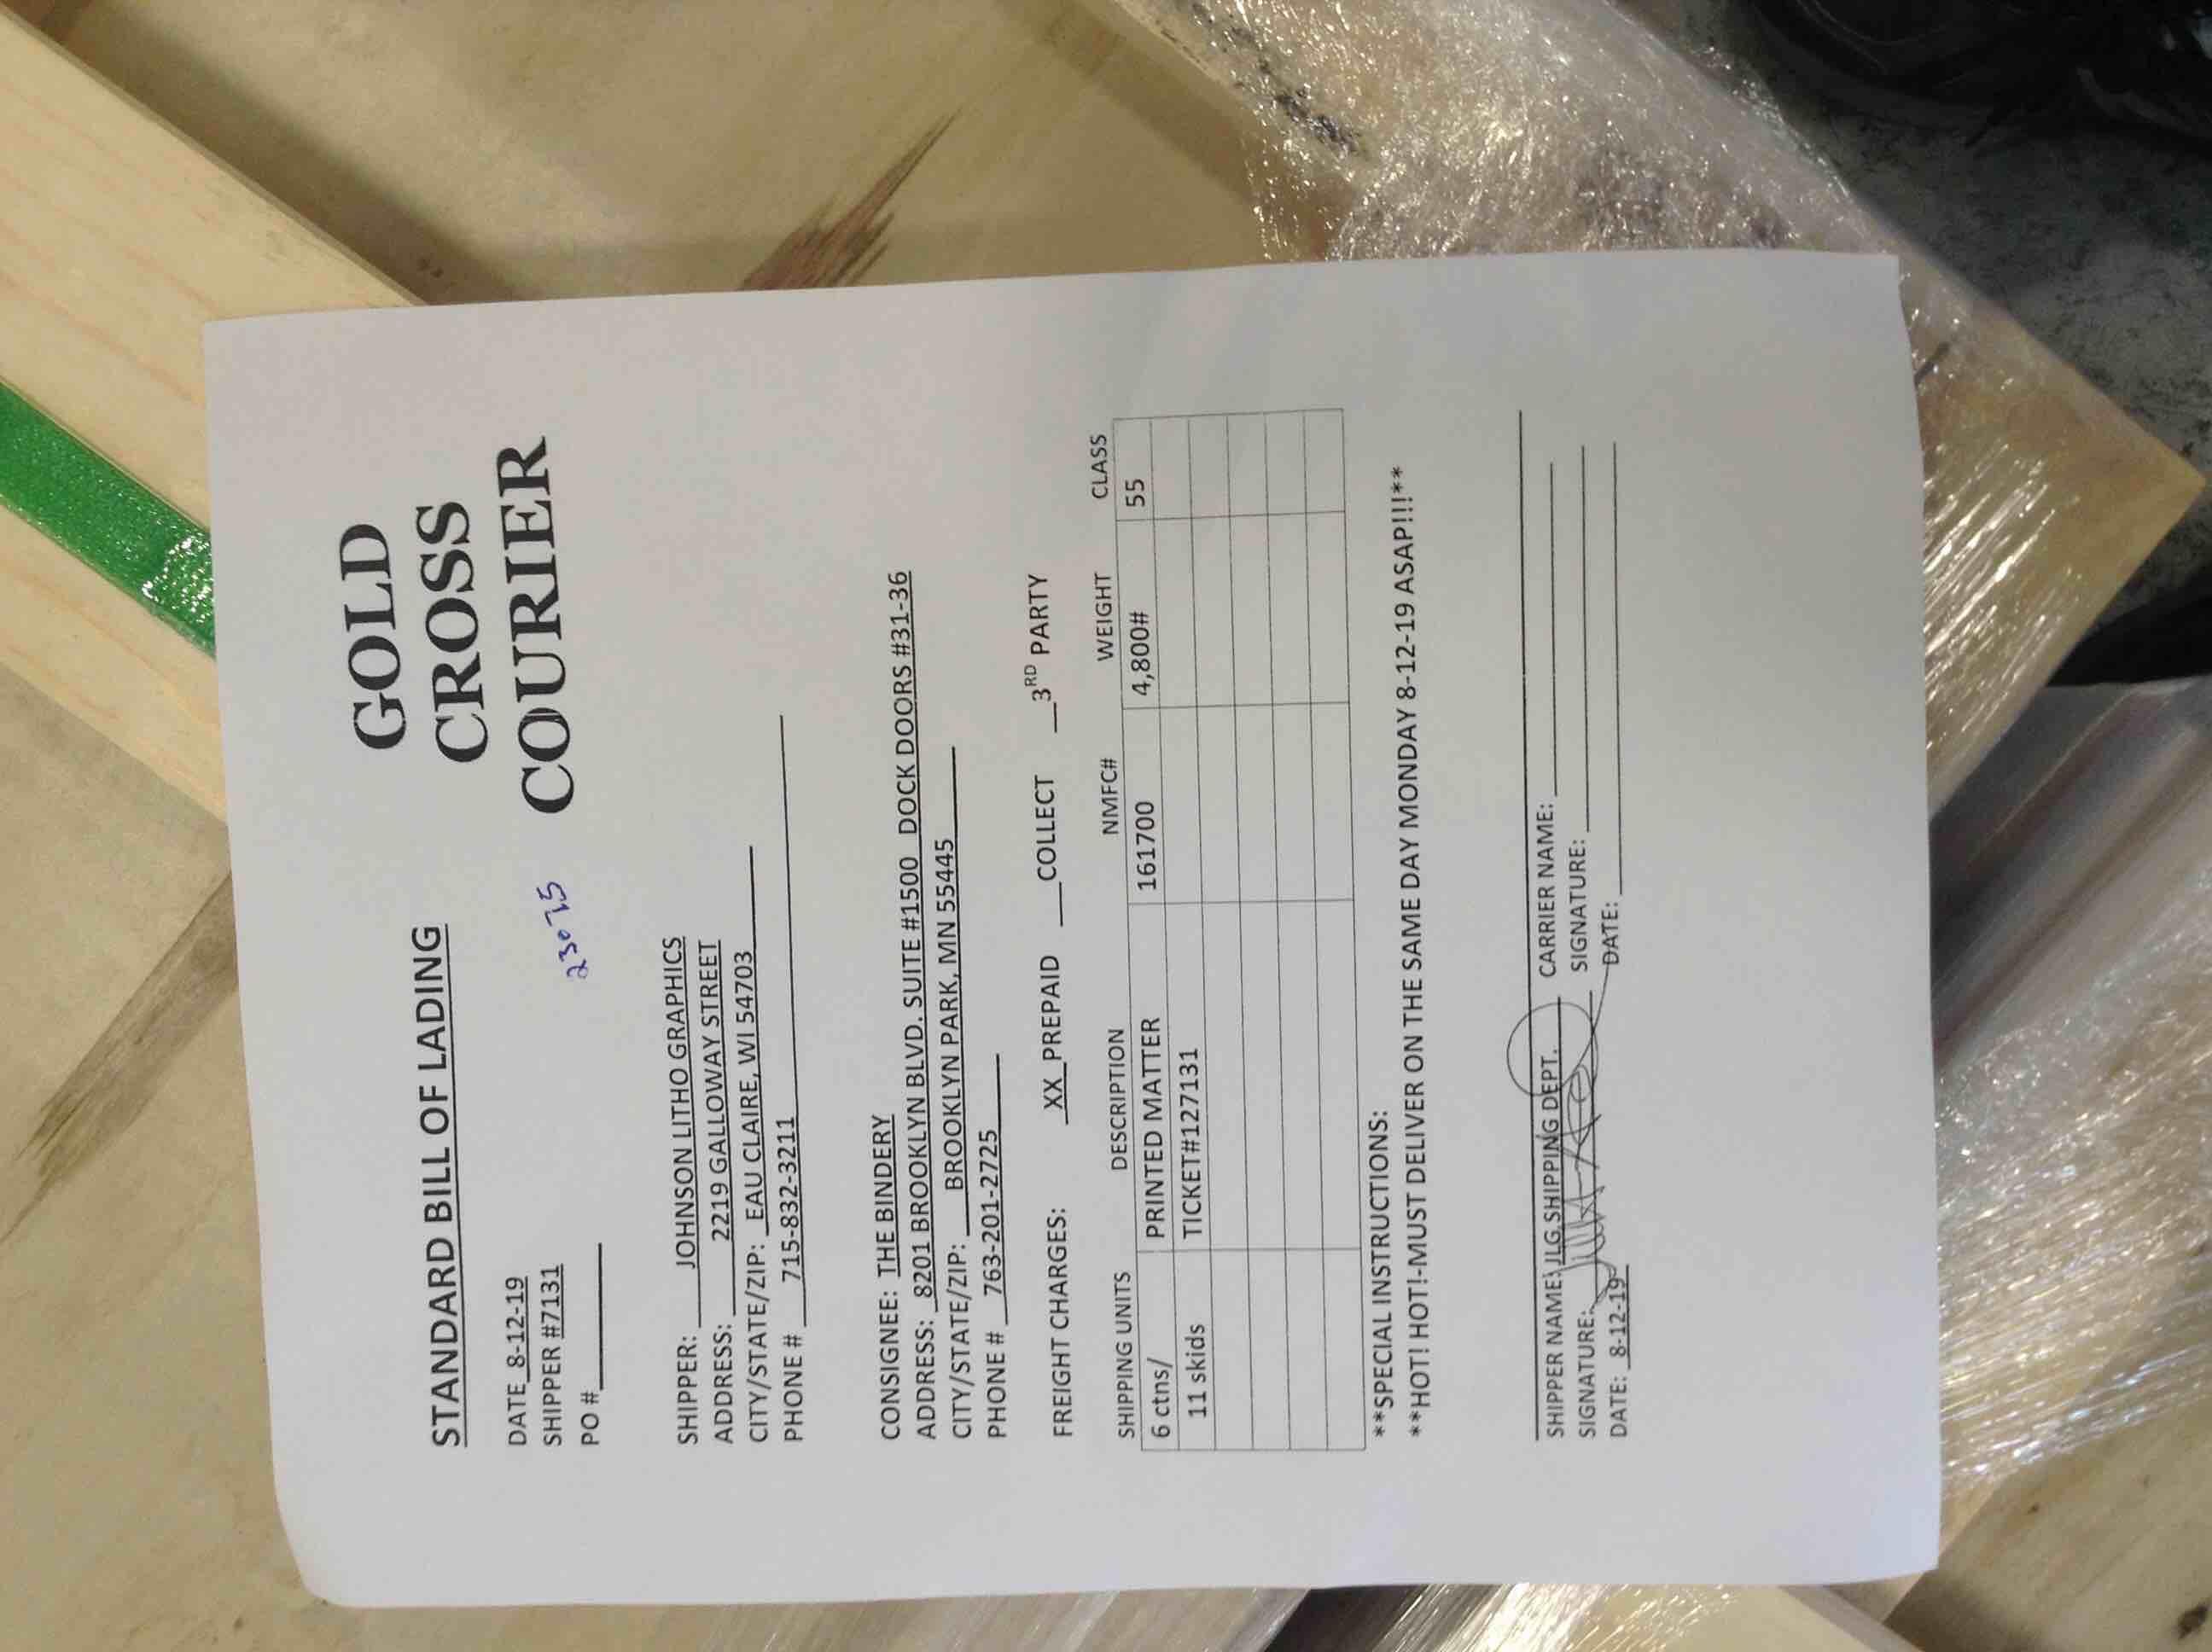 GOLD
CROSS
COURIER
STANDARD BILL OF LADING
DATE 8-12-19
SHIPPER #7131
PO #
23075
SHIPPER: JOHNSON LITHO GRAPHICS
ADDRESS: 2219 GALLOWAY STREET
CITY/STATE/ZIP: EAU CLAIRE, WI 54703
PHONE # 715-832-3211
CONSIGNEE: THE BINDERY
ADDRESS: 8201 BROOKLYN BLVD. SUITE #1500 DOCK DOORS #31-36
CITY/STATE/ZIP: BROOKLYN PARK, MN 55445
PHONE # 763-201-2725
FREIGHT CHARGES: XX PREPAID __COLLECT __3RD PARTY
SHIPPING UNITS DESCRIPTION NMFC# WEIGHT CLASS
6 ctns/ PRINTED MATTER 161700 4,800# 55
11 skids TICKET#127131
**SPECIAL INSTRUCTIONS:
**HOT! HOT!-MUST DELIVER ON THE SAME DAY MONDAY 8-12-19 ASAP!!!**
SHIPPER NAME: JLG SHIPPING DEPT. CARRIER NAME:
SIGNATURE: SIGNATURE:
DATE: 8-12-19 DATE: